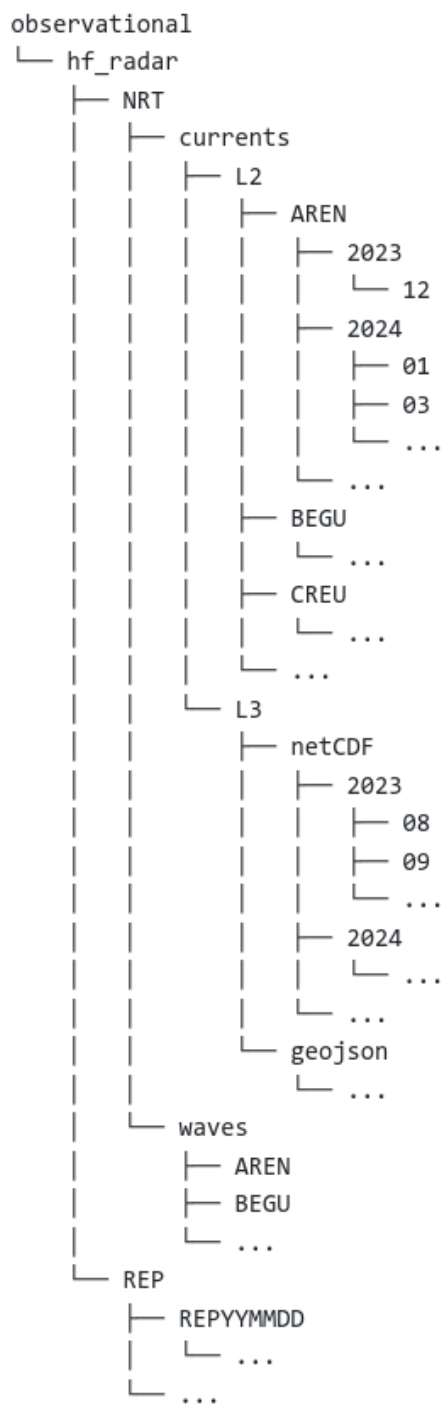 observational
└── hf_radar
    ├── NRT
    │   ├── currents
    │   │   ├── L2
    │   │   │   ├── AREN
    │   │   │   │   ├── 2023
    │   │   │   │   │   └── 12
    │   │   │   │   ├── 2024
    │   │   │   │   │   ├── 01
    │   │   │   │   │   ├── 03
    │   │   │   │   │   └── ...
    │   │   │   │   └── ...
    │   │   │   ├── BEGU
    │   │   │   │   └── ...
    │   │   │   ├── CREU
    │   │   │   │   └── ...
    │   │   │   └── ...
    │   │   └── L3
    │   │       ├── netCDF
    │   │       │   ├── 2023
    │   │       │   │   ├── 08
    │   │       │   │   ├── 09
    │   │       │   │   └── ...
    │   │       │   ├── 2024
    │   │       │   │   └── ...
    │   │       │   └── ...
    │   │       └── geojson
    │   │           └── ...
    │   └── waves
    │       ├── AREN
    │       ├── BEGU
    │       └── ...
    └── REP
        ├── REPYYMMDD
        │   └── ...
        └── ...